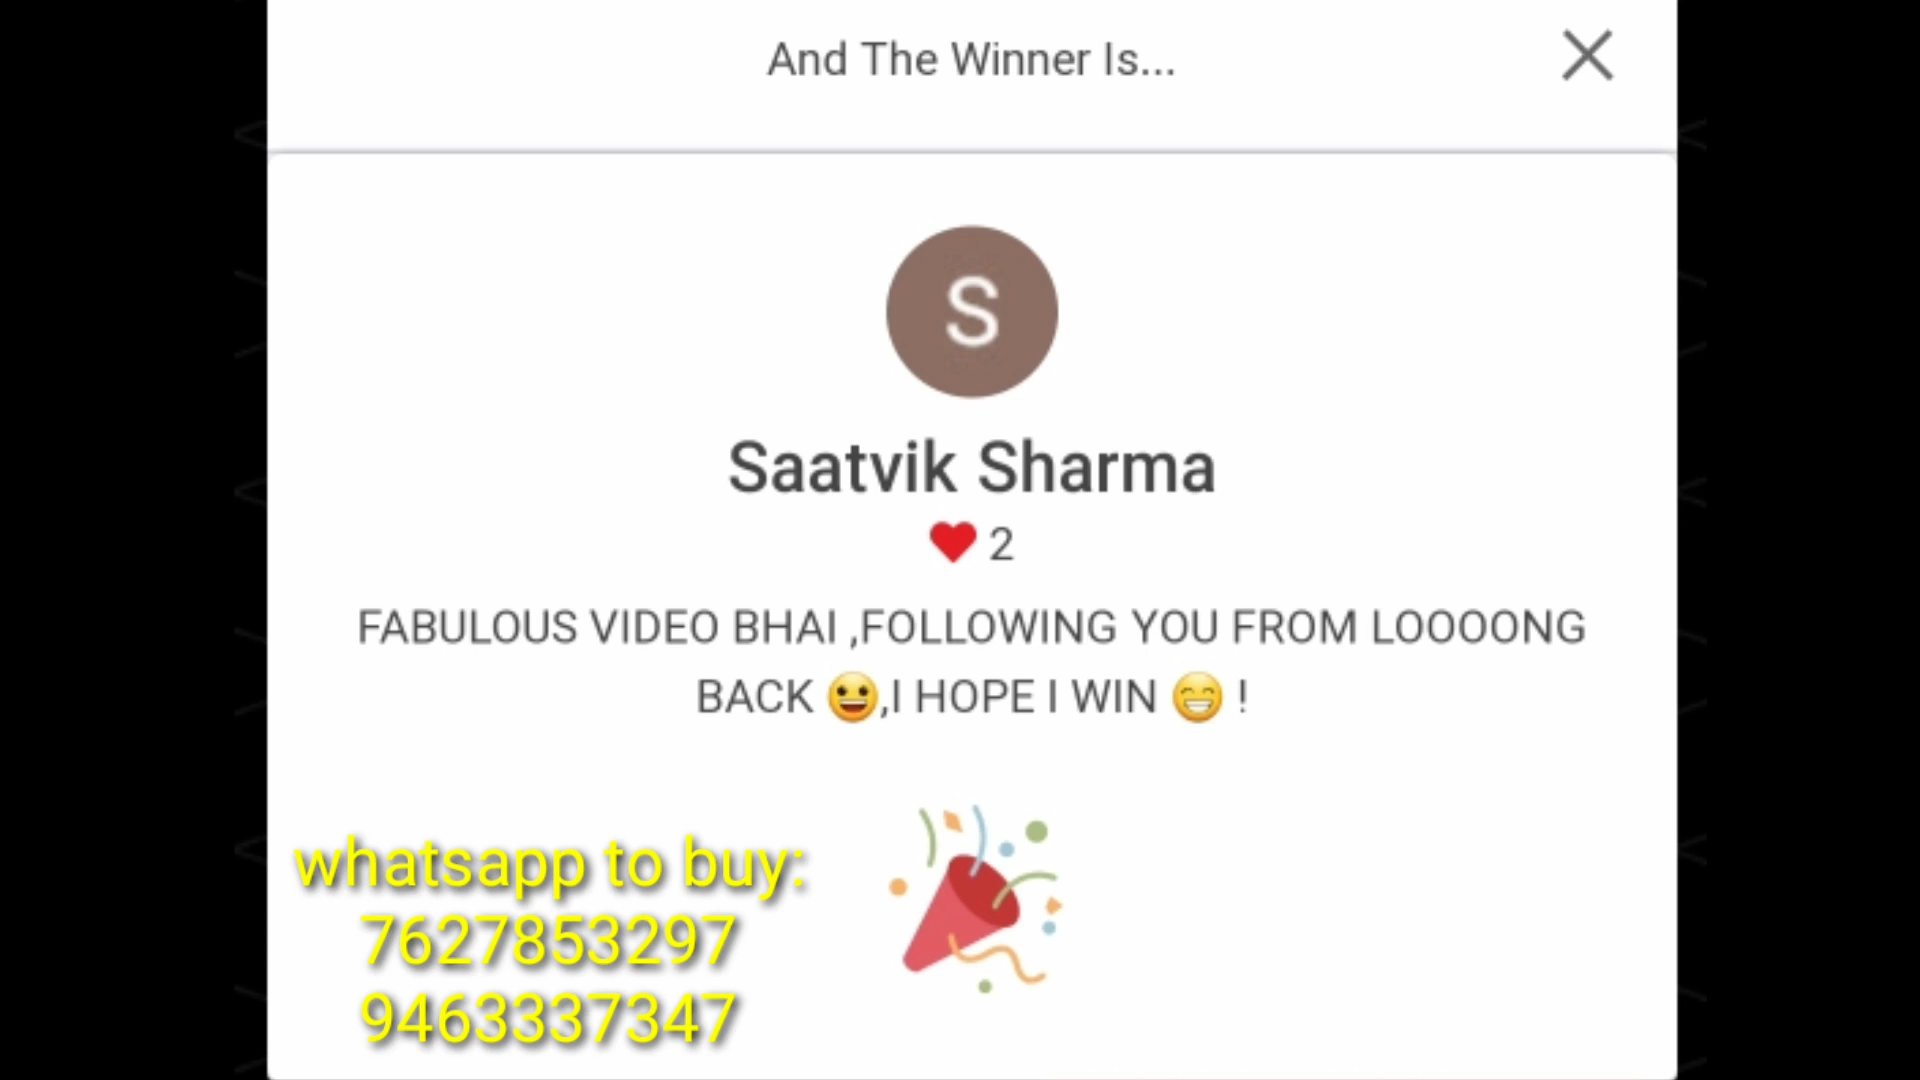 And The Winner Is...
S
Saatvik Sharma
❤ 2
FABULOUS VIDEO BHAI ,FOLLOWING YOU FROM LOOOONG
BACK 😀,I HOPE I WIN 😁 !
whatsapp to buy:
7627853297
9463337347